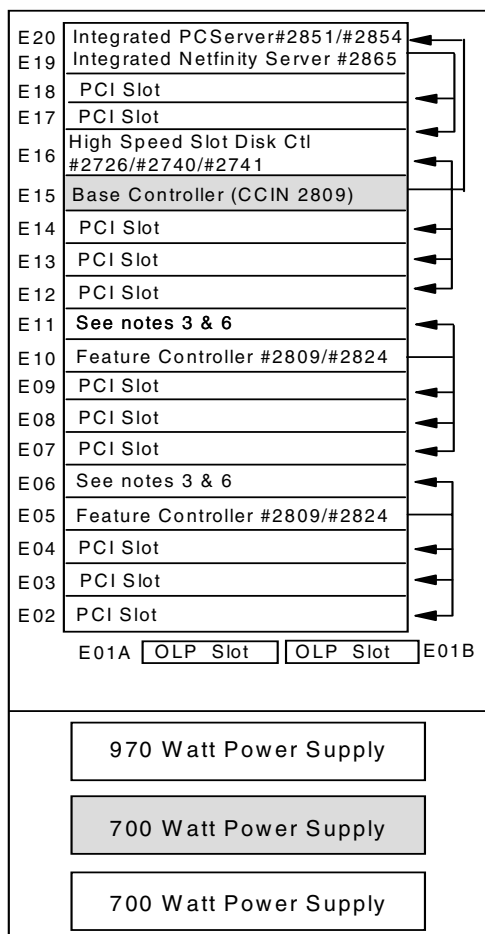 E20 Integrated PCServer#2851/#2854
E19 Integrated Netfinity Server #2865
E18 PCI Slot
E17 PCI Slot
E16 High Speed Slot Disk Ctl
#2726/#2740/#2741
E15 Base Controller (CCIN 2809)
E14 PCI Slot
E13 PCI Slot
E12 PCI Slot
E11 See notes 3 & 6
E10 Feature Controller #2809/#2824
E09 PCI Slot
E08 PCI Slot
E07 PCI Slot
E06 See notes 3 & 6
E05 Feature Controller #2809/#2824
E04 PCI Slot
E03 PCI Slot
E02 PCI Slot
E01A OLP Slot OLP Slot E01B
970 Watt Power Supply
700 Watt Power Supply
700 Watt Power Supply